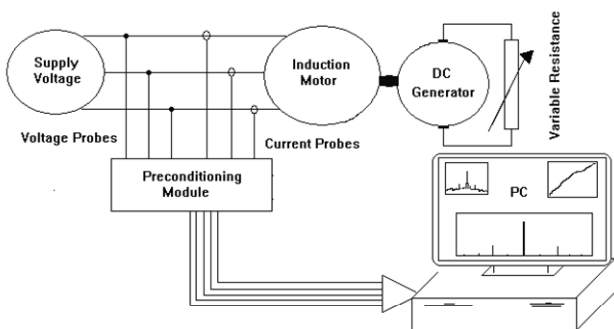 Supply
Voltage
Induction
Motor
DC
Generator
Variable Resistance
Voltage Probes
Current Probes
Preconditioning
Module
PC